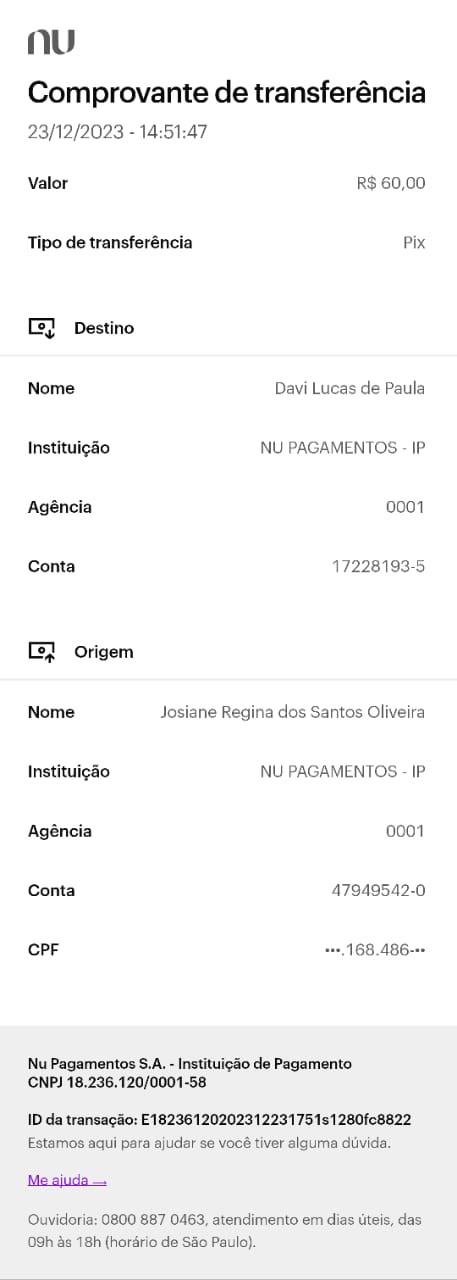 nu
Comprovante de transferência
23/12/2023 - 14:51:47
Valor R$ 60,00
Tipo de transferência Pix
Destino
Nome Davi Lucas de Paula
Instituição NU PAGAMENTOS - IP
Agência 0001
Conta 17228193-5
Origem
Nome Josiane Regina dos Santos Oliveira
Instituição NU PAGAMENTOS - IP
Agência 0001
Conta 47949542-0
CPF •••.168.486-••
Nu Pagamentos S.A. - Instituição de Pagamento
CNPJ 18.236.120/0001-58
ID da transação: E18236120202312231751s1280fc8822
Estamos aqui para ajudar se você tiver alguma dúvida.
Me ajuda →
Ouvidoria: 0800 887 0463, atendimento em dias úteis, das
09h às 18h (horário de São Paulo).